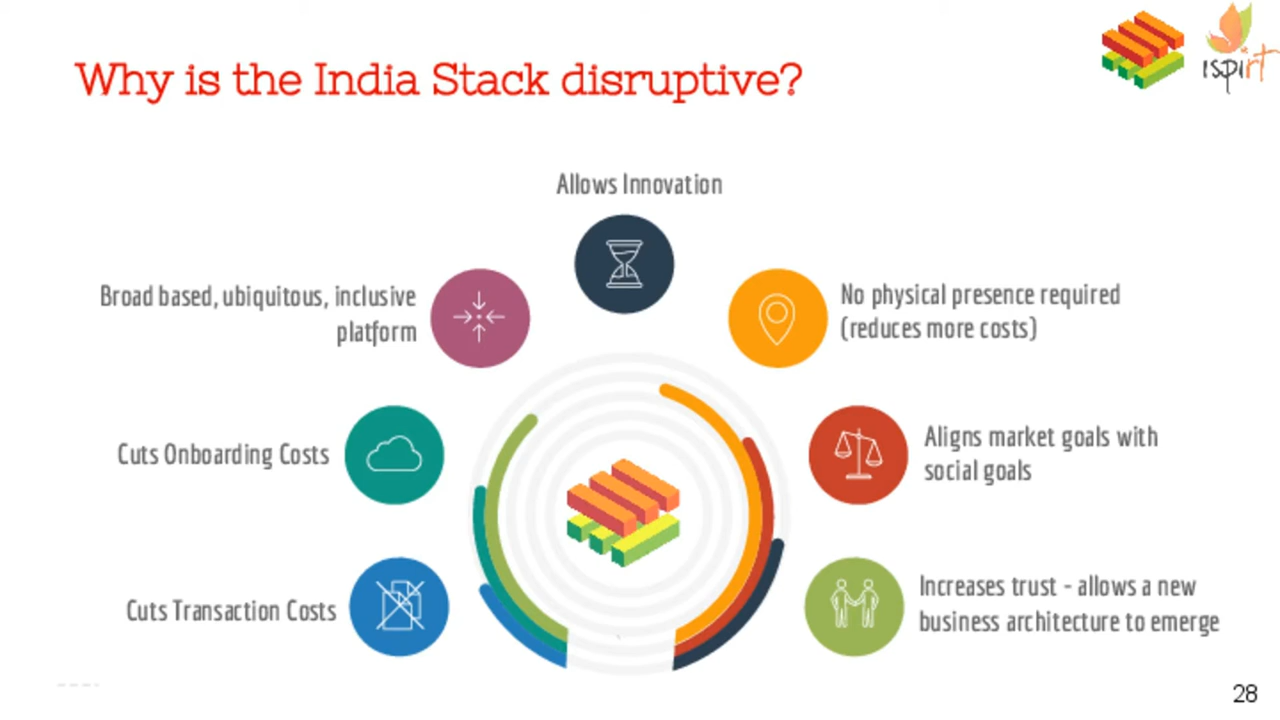 Why is the India Stack disruptive?
ıspırt
Allows Innovation
Broad based, ubiquitous, inclusive
platform
No physical presence required
(reduces more costs)
Cuts Onboarding Costs
Aligns market goals with
social goals
Cuts Transaction Costs
Increases trust - allows a new
business architecture to emerge
28